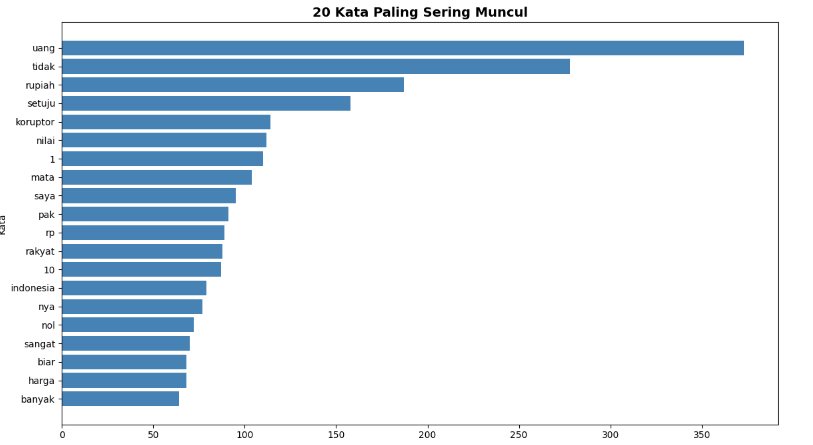 20 Kata Paling Sering Muncul
uang
tidak
rupiah
setuju
koruptor
nilai
1
mata
saya
pak
Kata
rp
rakyat
10
indonesia
nya
nol
sangat
biar
harga
banyak
0 50 100 150 200 250 300 350